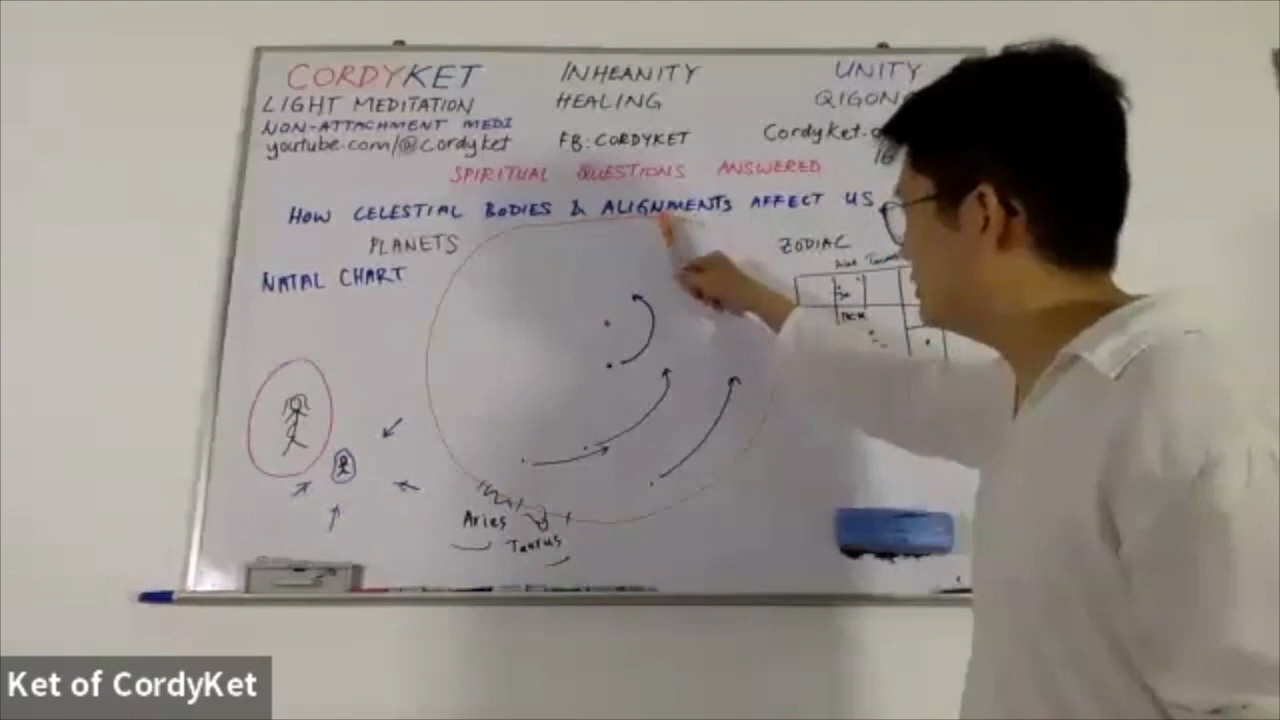 CORDYKET INHEANITY UNITY
LIGHT MEDITATION HEALING
NON-ATTACHMENT MEDI
youtube.com/@cordyket FB: CORDYKET Cordyket.
SPIRITUAL QUESTIONS ANSWERED
HOW CELESTIAL BODIES & ALIGNMENTS AFFECT US
PLANETS ZODIAC
NATAL CHART
Aries
Taurus
Ket of CordyKet